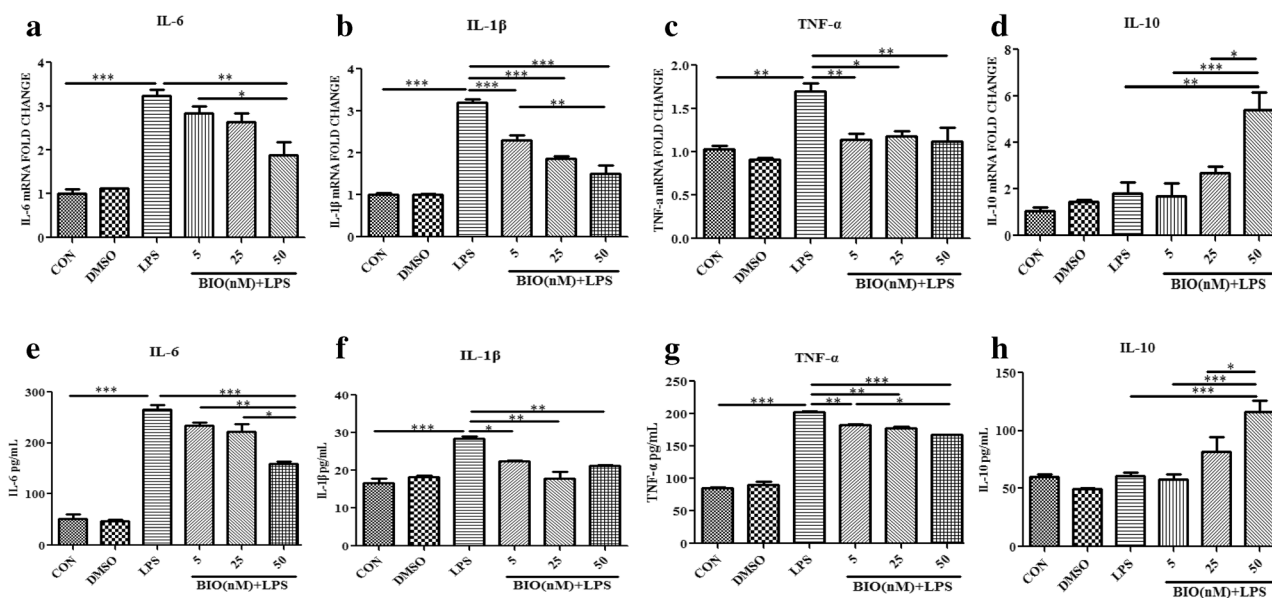 a
IL-6
IL-6 mRNA FOLD CHANGE
4
3
2
1
0
***
**
*
CON
DMSO
LPS
5
25
50
BIO(nM)+LPS
b
IL-1β
IL-1β mRNA FOLD CHANGE
4
3
2
1
0
***
***
***
***
**
CON
DMSO
LPS
5
25
50
BIO(nM)+LPS
c
TNF-α
TNF-a mRNA FOLD CHANGE
2.0
1.5
1.0
0.5
0.0
**
**
*
**
CON
DMSO
LPS
5
25
50
BIO(nM)+LPS
d
IL-10
IL-10 mRNA FOLD CHANGE
8
6
4
2
0
*
***
**
CON
DMSO
LPS
5
25
50
BIO(nM)+LPS
e
IL-6
IL-6 pg/mL
300
200
100
0
***
***
**
*
CON
DMSO
LPS
5
25
50
BIO(nM)+LPS
f
IL-1β
IL-1β pg/mL
40
30
20
10
0
***
**
**
*
CON
DMSO
LPS
5
25
50
BIO(nM)+LPS
g
TNF-α
TNF-α pg/mL
250
200
150
100
50
0
***
***
**
**
*
CON
DMSO
LPS
5
25
50
BIO(nM)+LPS
h
IL-10
IL-10 pg/mL
150
100
50
0
*
***
***
CON
DMSO
LPS
5
25
50
BIO(nM)+LPS